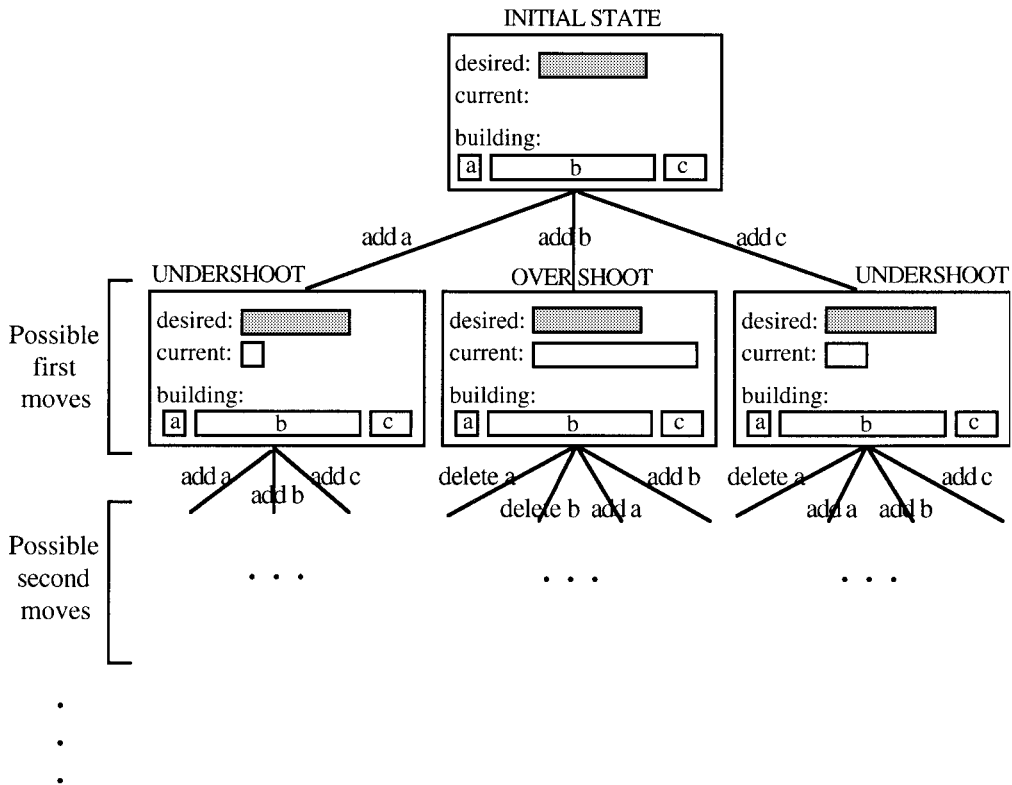 INITIAL STATE
desired:
current:
building:
a b c
add a add b add c
UNDERSHOOT OVER SHOOT UNDERSHOOT
Possible
first
moves
desired: desired: desired:
current: current: current:
building: building: building:
a b c a b c a b c
add a add b add c delete a delete b add a add b delete a add a add b add c
Possible
second
moves
. . . . . . . . .
.
.
.